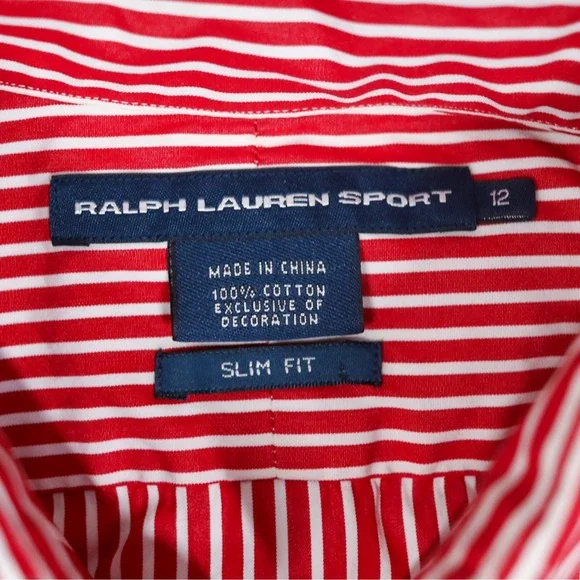 RALPH LAUREN SPORT 12
MADE IN CHINA
100% COTTON
EXCLUSIVE OF
DECORATION
SLIM FIT